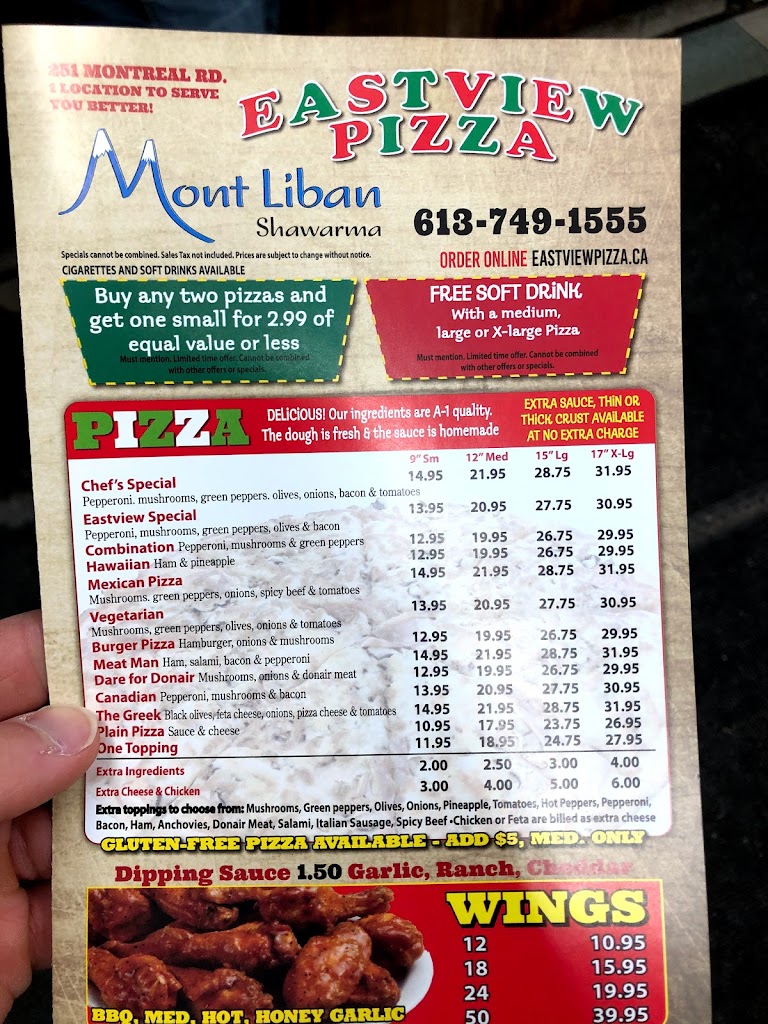 251 MONTREAL RD.
1 LOCATION TO SERVE
YOU BETTER!
EASTVIEW
PIZZA
Mont Liban
Shawarma
613-749-1555
Specials cannot be combined. Sales Tax not included. Prices are subject to change without notice.
CIGARETTES AND SOFT DRINKS AVAILABLE
ORDER ONLINE EASTVIEWPIZZA.CA
Buy any two pizzas and
get one small for 2.99 of
equal value or less
Must mention. Limited time offer. Cannot be combined
with other offers or specials.
FREE SOFT DRiNK
With a medium,
large or X-large Pizza
Must mention. Limited time offer. Cannot be combined
with other offers or specials.
PIZZA
DELiCiOUS! Our ingredients are A-1 quality.
The dough is fresh & the sauce is homemade
EXTRA SAUCE, THiN OR
THiCK CRUST AVAiLABLE
AT NO EXTRA CHARGE
9" Sm 12" Med 15" Lg 17" X-Lg
Chef's Special 14.95 21.95 28.75 31.95
Pepperoni. mushrooms, green peppers. olives, onions, bacon & tomatoes
Eastview Special 13.95 20.95 27.75 30.95
Pepperoni, mushrooms, green peppers, olives & bacon
Combination Pepperoni, mushrooms & green peppers 12.95 19.95 26.75 29.95
Hawaiian Ham & pineapple 12.95 19.95 26.75 29.95
Mexican Pizza 14.95 21.95 28.75 31.95
Mushrooms. green peppers, onions, spicy beef & tomatoes
Vegetarian 13.95 20.95 27.75 30.95
Mushrooms, green peppers, olives, onions & tomatoes
Burger Pizza Hamburger, onions & mushrooms 12.95 19.95 26.75 29.95
Meat Man Ham, salami, bacon & pepperoni 14.95 21.95 28.75 31.95
Dare for Donair Mushrooms, onions & donair meat 12.95 19.95 26.75 29.95
Canadian Pepperoni, mushrooms & bacon 13.95 20.95 27.75 30.95
The Greek Black olives, feta cheese, onions, pizza cheese & tomatoes 14.95 21.95 28.75 31.95
Plain Pizza Sauce & cheese 10.95 17.95 23.75 26.95
One Topping 11.95 18.95 24.75 27.95
Extra Ingredients 2.00 2.50 3.00 4.00
Extra Cheese & Chicken 3.00 4.00 5.00 6.00
Extra toppings to choose from: Mushrooms, Green peppers, Olives, Onions, Pineapple, Tomatoes, Hot Peppers, Pepperoni,
Bacon, Ham, Anchovies, Donair Meat, Salami, Italian Sausage, Spicy Beef •Chicken or Feta are billed as extra cheese
GLUTEN-FREE PIZZA AVAILABLE - ADD $5, MED. ONLY
Dipping Sauce 1.50 Garlic, Ranch, Cheddar
WINGS
12 10.95
18 15.95
24 19.95
50 39.95
BBQ, MED, HOT, HONEY GARLIC